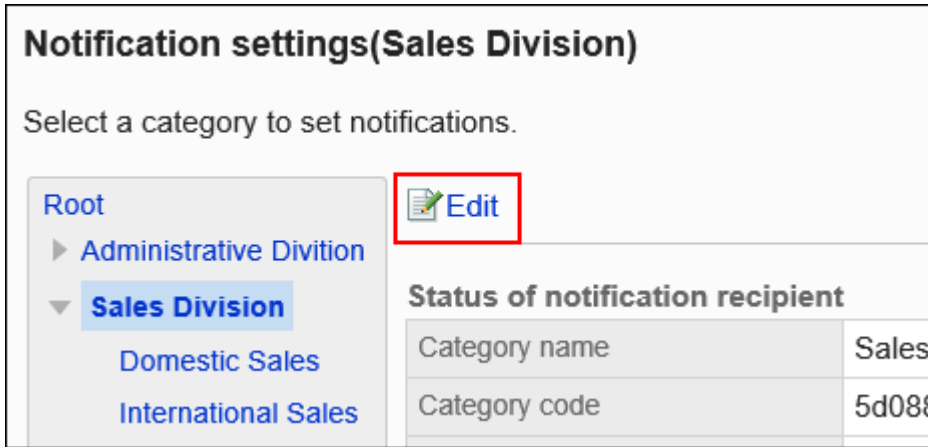 Notification settings(Sales Division)
Select a category to set notifications.
Root
Administrative Divition
Sales Division
Domestic Sales
International Sales
Edit
Status of notification recipient
Category name Sales
Category code 5d088